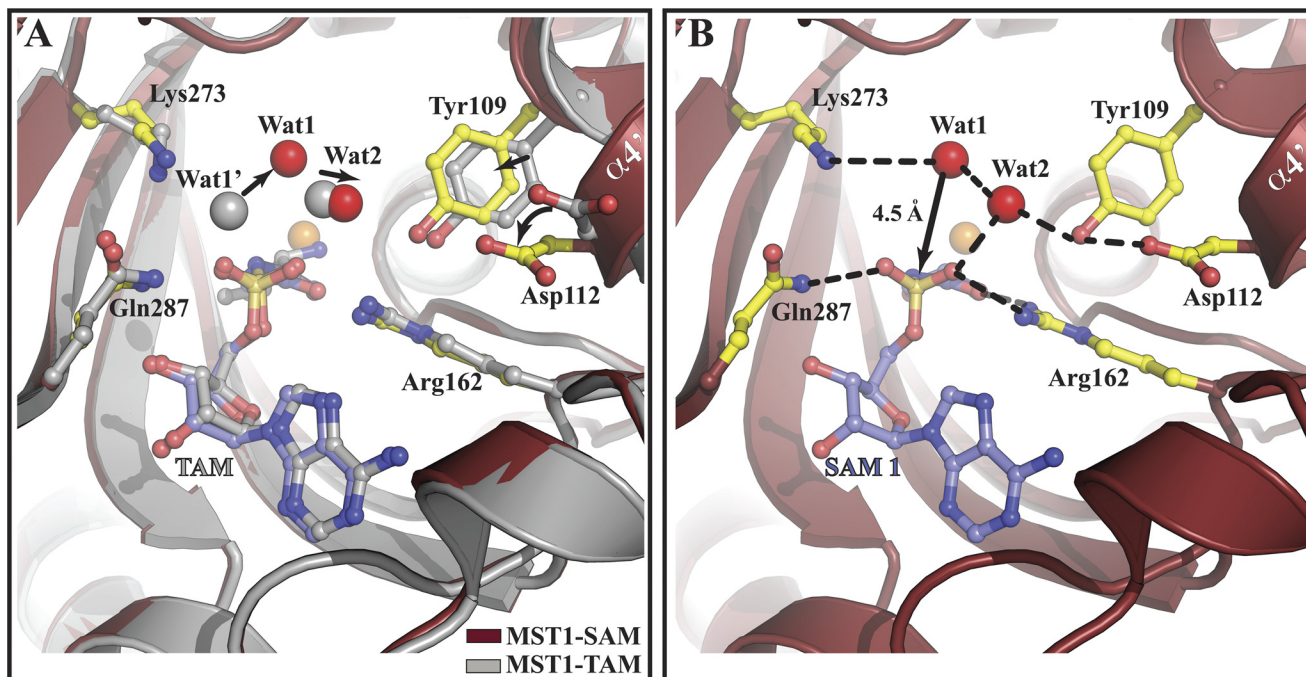 A
Lys273
Wat1
Wat2
Wat1’
Tyr109
α4’
Asp112
Gln287
Arg162
TAM
MST1-SAM
MST1-TAM
B
Lys273
Wat1
Tyr109
Wat2
α4’
4.5 Å
Gln287
Asp112
Arg162
SAM 1